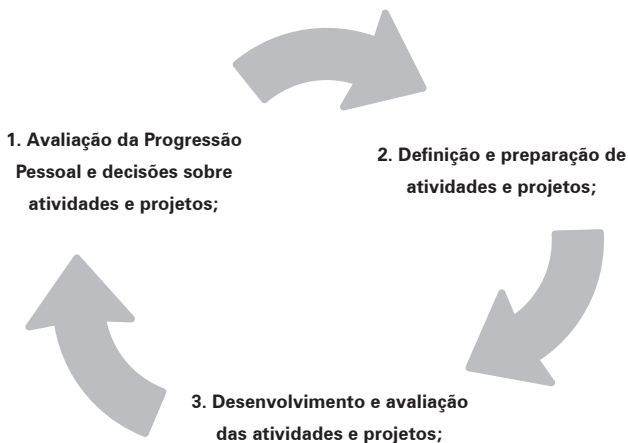 1. Avaliação da Progressão
Pessoal e decisões sobre
atividades e projetos;
2. Definição e preparação de
atividades e projetos;
3. Desenvolvimento e avaliação
das atividades e projetos;